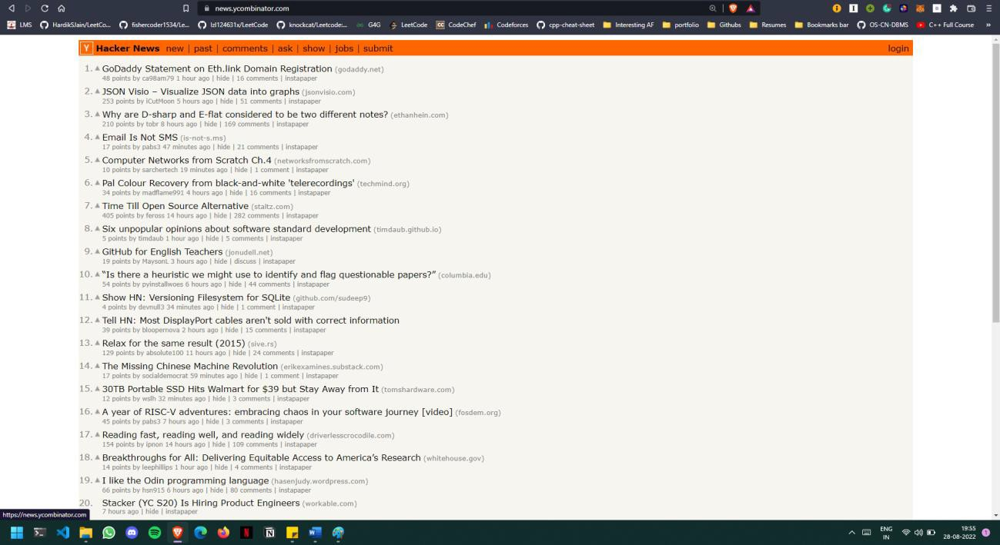 news.ycombinator.com
LMS HardikSJain/LeetCo... fishercoder1534/Le... lzl124631x/LeetCode knockcat/Leetcode:... G4G LeetCode CodeChef Codeforces cpp-cheat-sheet Interesting AF portfolio Githubs Resumes Bookmarks bar OS-CN-DBMS C++ Full Course »
Y Hacker News new | past | comments | ask | show | jobs | submit login
1. GoDaddy Statement on Eth.link Domain Registration (godaddy.net)
48 points by ca98am79 1 hour ago | hide | 16 comments | instapaper
2. JSON Visio – Visualize JSON data into graphs (jsonvisio.com)
253 points by iCutMoon 5 hours ago | hide | 51 comments | instapaper
3. Why are D-sharp and E-flat considered to be two different notes? (ethanhein.com)
210 points by tobr 8 hours ago | hide | 169 comments | instapaper
4. Email Is Not SMS (is-not-s.ms)
17 points by pabs3 47 minutes ago | hide | 21 comments | instapaper
5. Computer Networks from Scratch Ch.4 (networksfromscratch.com)
10 points by sarchertech 19 minutes ago | hide | 1 comment | instapaper
6. Pal Colour Recovery from black-and-white 'telerecordings' (techmind.org)
34 points by madflame991 4 hours ago | hide | 16 comments | instapaper
7. Time Till Open Source Alternative (staltz.com)
405 points by feross 14 hours ago | hide | 282 comments | instapaper
8. Six unpopular opinions about software standard development (timdaub.github.io)
5 points by timdaub 1 hour ago | hide | 5 comments | instapaper
9. GitHub for English Teachers (jonudell.net)
19 points by MaysonL 3 hours ago | hide | discuss | instapaper
10. “Is there a heuristic we might use to identify and flag questionable papers?” (columbia.edu)
54 points by pyinstallwoes 6 hours ago | hide | 44 comments | instapaper
11. Show HN: Versioning Filesystem for SQLite (github.com/sudeep9)
4 points by devnull3 34 minutes ago | hide | 1 comment | instapaper
12. Tell HN: Most DisplayPort cables aren't sold with correct information
39 points by bloopernova 2 hours ago | hide | 15 comments | instapaper
13. Relax for the same result (2015) (sive.rs)
129 points by absolute100 11 hours ago | hide | 24 comments | instapaper
14. The Missing Chinese Machine Revolution (erikexamines.substack.com)
17 points by socialdemocrat 59 minutes ago | hide | 1 comment | instapaper
15. 30TB Portable SSD Hits Walmart for $39 but Stay Away from It (tomshardware.com)
12 points by wslh 32 minutes ago | hide | 3 comments | instapaper
16. A year of RISC-V adventures: embracing chaos in your software journey [video] (fosdem.org)
45 points by pabs3 7 hours ago | hide | 3 comments | instapaper
17. Reading fast, reading well, and reading widely (driverlesscrocodile.com)
154 points by ipnon 14 hours ago | hide | 109 comments | instapaper
18. Breakthroughs for All: Delivering Equitable Access to America’s Research (whitehouse.gov)
14 points by leephillips 1 hour ago | hide | 4 comments | instapaper
19. I like the Odin programming language (hasenjudy.wordpress.com)
66 points by hsn915 6 hours ago | hide | 80 comments | instapaper
20. Stacker (YC S20) Is Hiring Product Engineers (workable.com)
7 hours ago | hide | instapaper
https://news.ycombinator.com
ENG
IN
19:55
28-08-2022
1